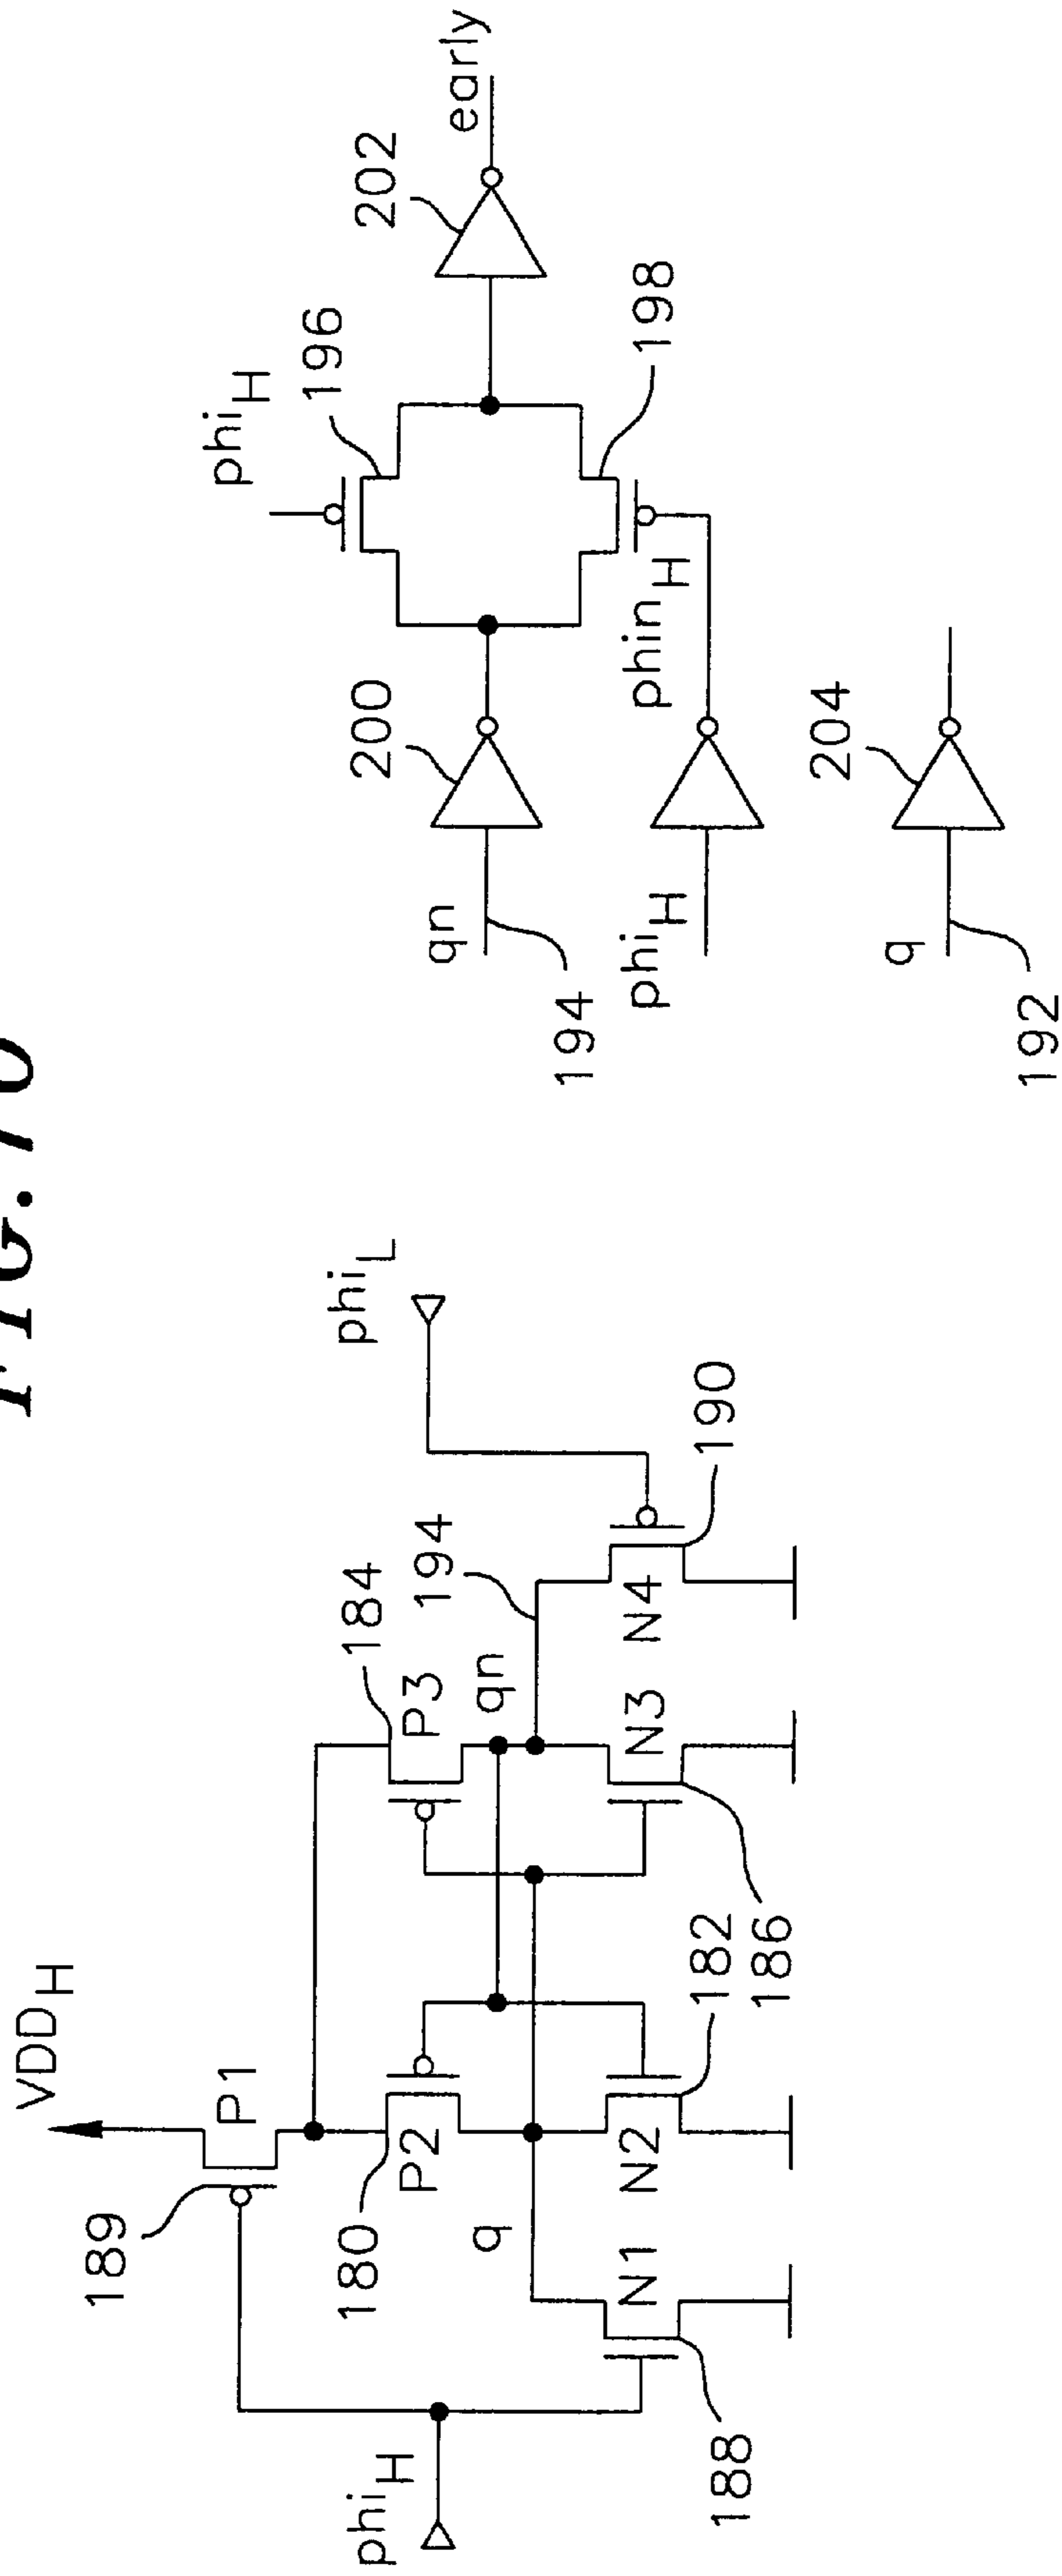 FIG. 10
VDD_H
189
P1
phi_H
180
P2
q
184
P3
qn
194
phi_L
188
N1
N2
182
186
N3
N4
190
phi_H
196
202
early
200
qn
194
198
phin_H
phi_H
204
q
192